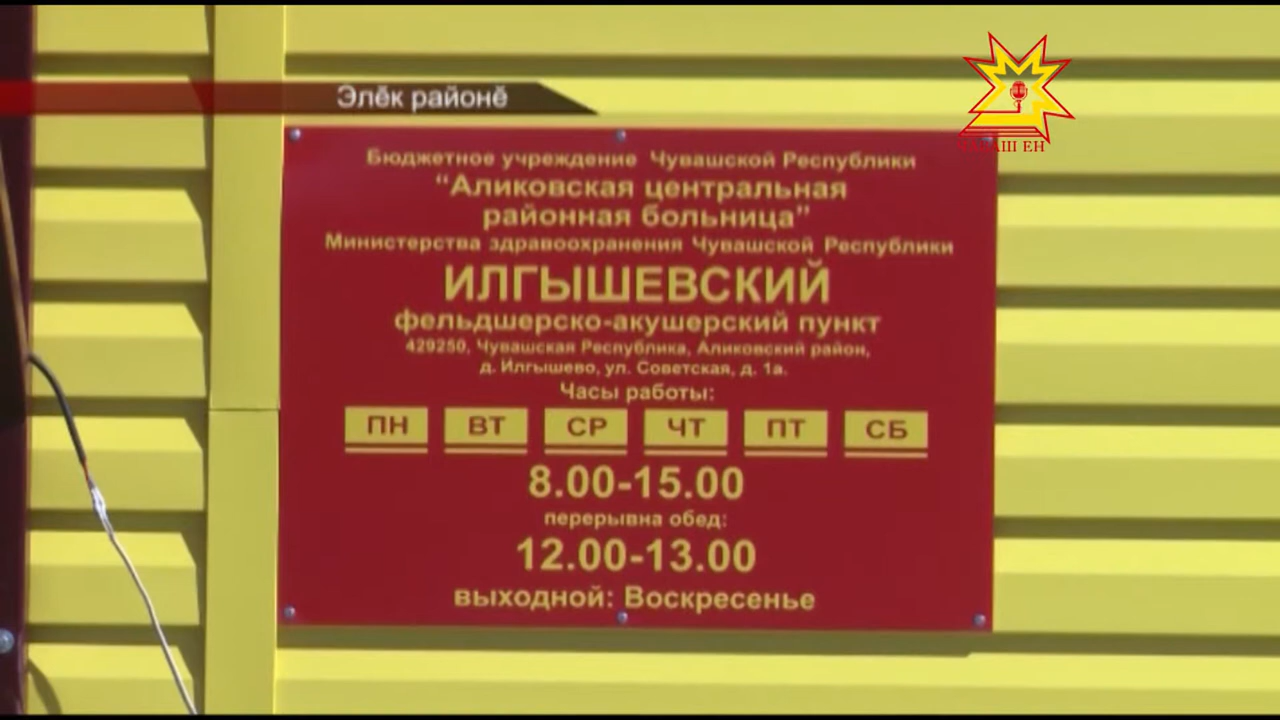 Элӗк районӗ
Бюджетное учреждение Чувашской Республики
“Аликовская центральная
районная больница”
Министерства здравоохранения Чувашской Республики
ИЛГЫШЕВСКИЙ
фельдшерско-акушерский пункт
429250, Чувашская Республика, Аликовский район,
д. Илгышево, ул. Советская, д. 1а.
Часы работы:
ПН ВТ СР ЧТ ПТ СБ
8.00-15.00
перерывна обед:
12.00-13.00
выходной: Воскресенье